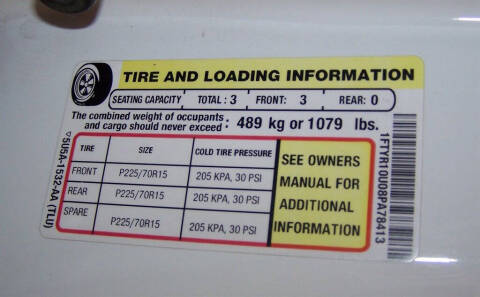 TIRE AND LOADING INFORMATION
SEATING CAPACITY TOTAL : 3 FRONT: 3 REAR: 0
The combined weight of occupants and cargo should never exceed : 489 kg or 1079 lbs.
TIRE SIZE COLD TIRE PRESSURE
FRONT P225/70R15 205 KPA, 30 PSI
REAR P225/70R15 205 KPA, 30 PSI
SPARE P225/70R15 205 KPA, 30 PSI
SEE OWNERS
MANUAL FOR
ADDITIONAL
INFORMATION
▽5U5A-1532-AA (TLU)
1FTYR10U08PA78413